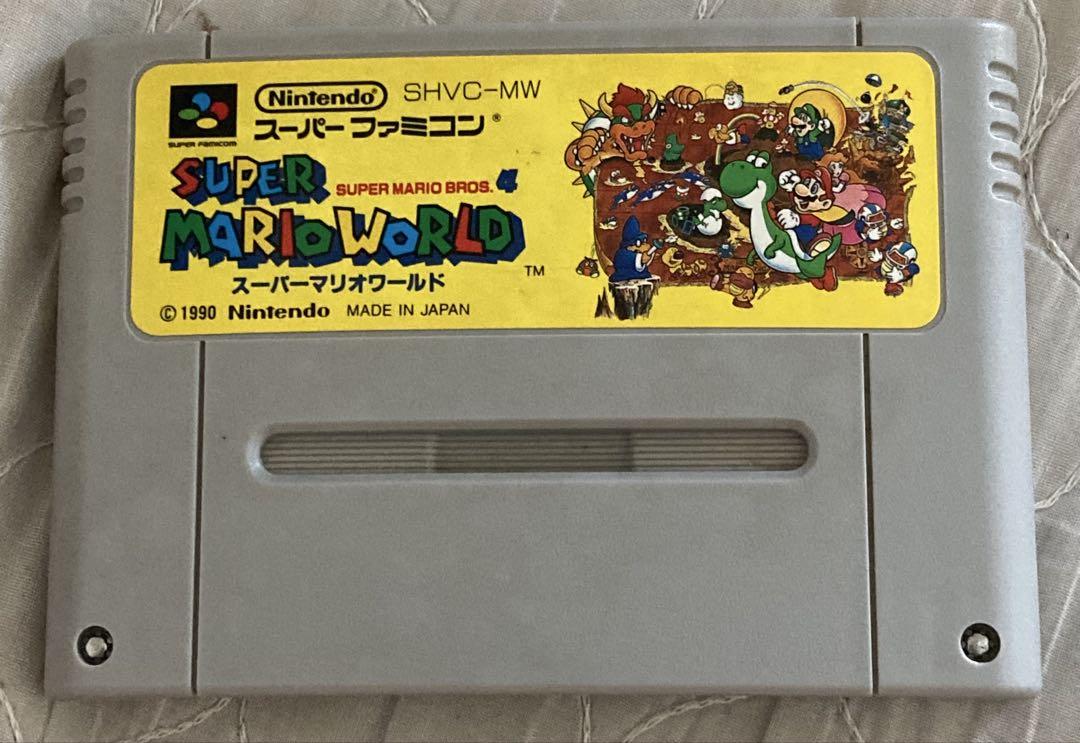 Nintendo SHVC-MW
SUPER FAMICOM スーパーファミコン®
SUPER SUPER MARIO BROS. 4
MARIO WORLD
スーパーマリオワールド TM
© 1990 Nintendo MADE IN JAPAN